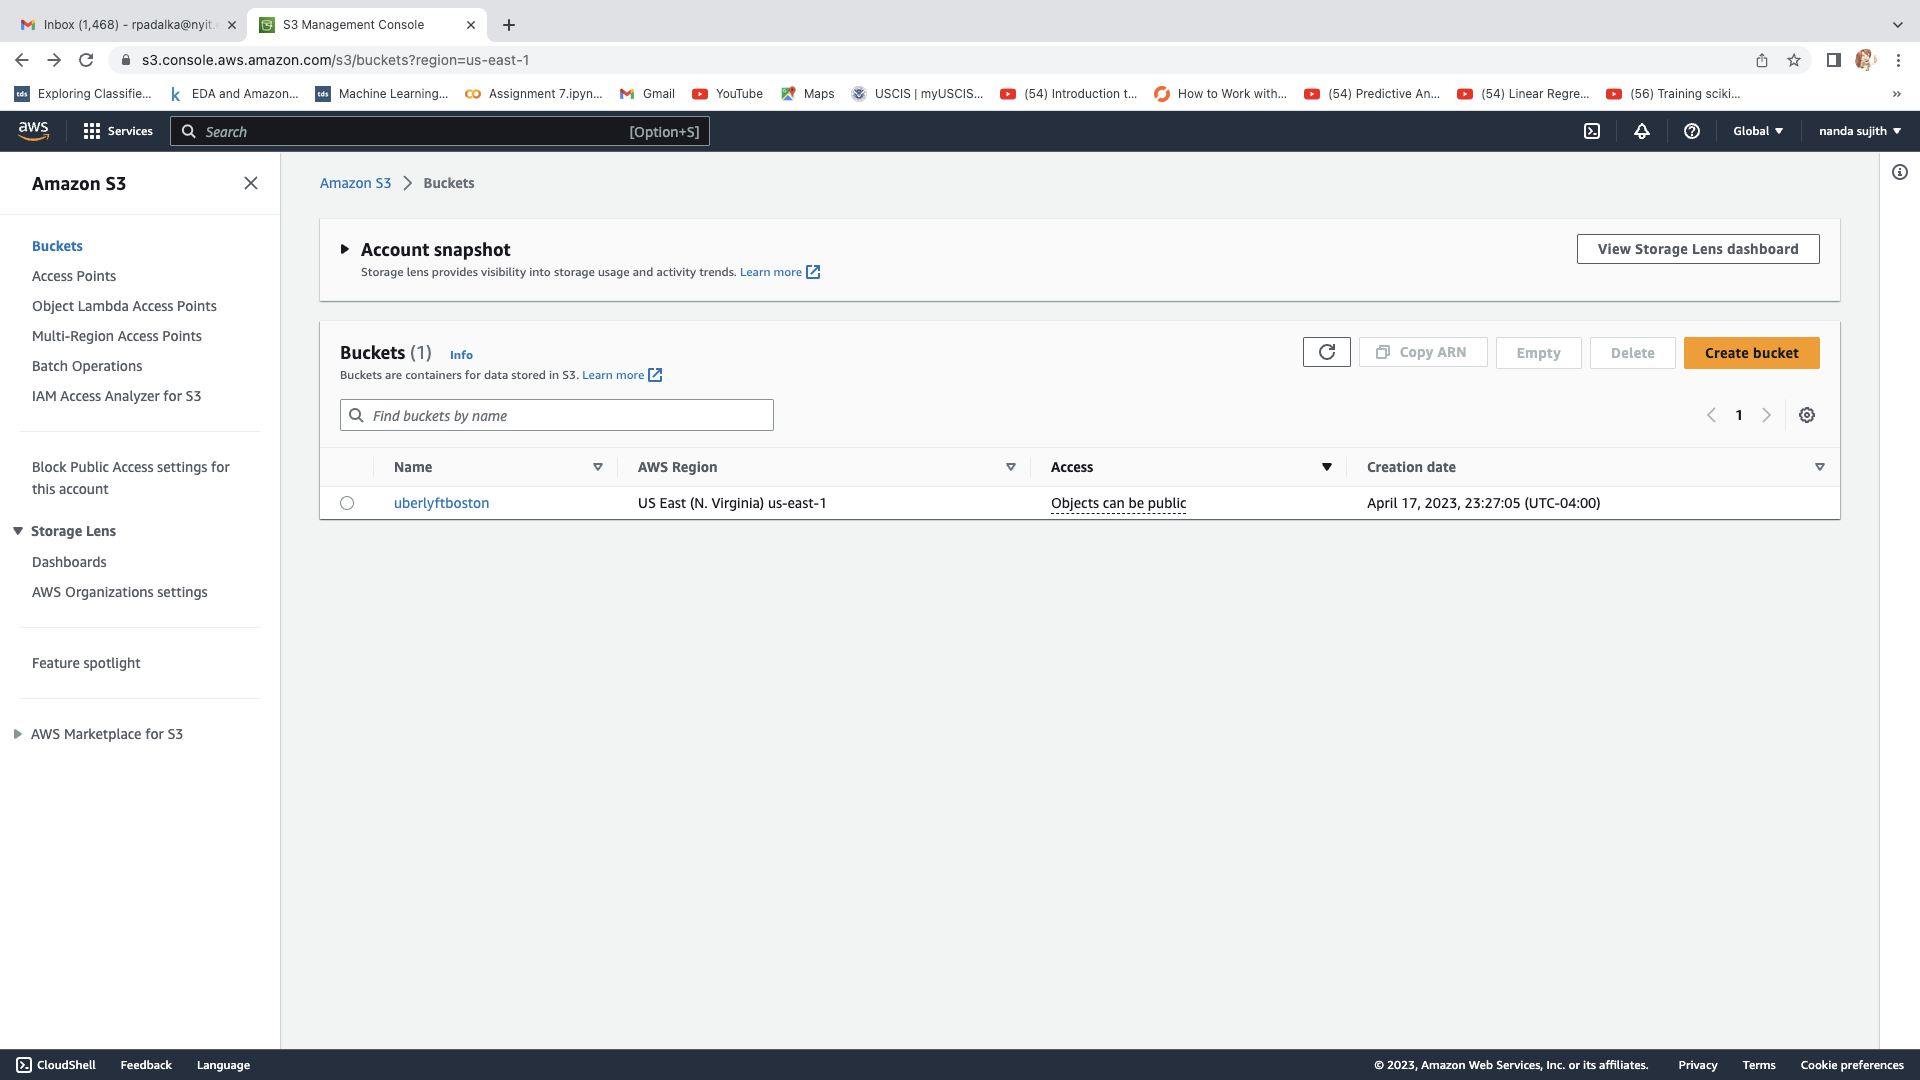 Inbox (1,468) - rpadalka@nyit.
S3 Management Console
s3.console.aws.amazon.com/s3/buckets?region=us-east-1
tds Exploring Classifie...
k EDA and Amazon...
tds Machine Learning...
CO Assignment 7.ipyn...
Gmail
YouTube
Maps
USCIS | myUSCIS...
(54) Introduction t...
How to Work with...
(54) Predictive An...
(54) Linear Regre...
(56) Training sciki...
»
aws
Services
Search
[Option+S]
Global
nanda sujith
Amazon S3
Buckets
Access Points
Object Lambda Access Points
Multi-Region Access Points
Batch Operations
IAM Access Analyzer for S3
Block Public Access settings for
this account
Storage Lens
Dashboards
AWS Organizations settings
Feature spotlight
AWS Marketplace for S3
Amazon S3 > Buckets
Account snapshot
Storage lens provides visibility into storage usage and activity trends. Learn more
View Storage Lens dashboard
Buckets (1) Info
Buckets are containers for data stored in S3. Learn more
Copy ARN
Empty
Delete
Create bucket
Find buckets by name
< 1 >
Name AWS Region Access Creation date
uberlyftboston US East (N. Virginia) us-east-1 Objects can be public April 17, 2023, 23:27:05 (UTC-04:00)
CloudShell Feedback Language © 2023, Amazon Web Services, Inc. or its affiliates. Privacy Terms Cookie preferences